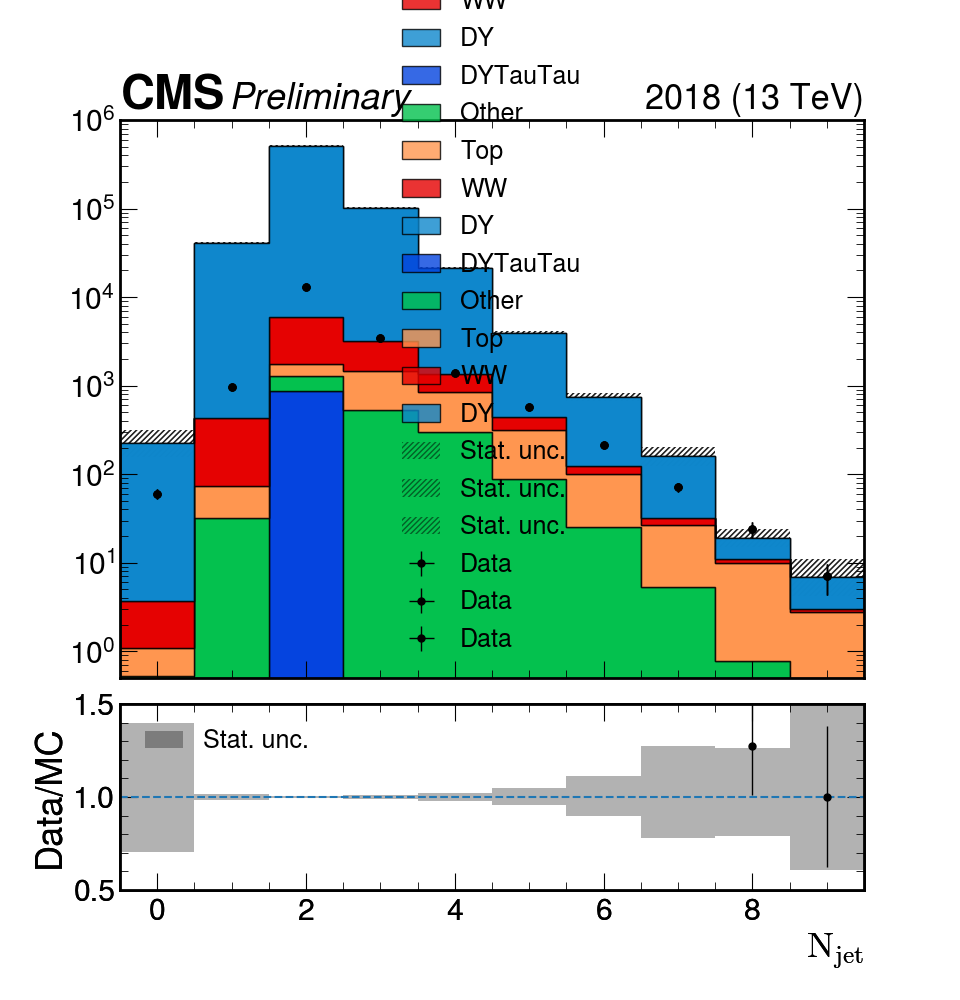 WW
DY
DYTauTau
CMS Preliminary 2018 (13 TeV)
Other
Top
WW
DY
DYTauTau
Other
Top
WW
DY
Stat. unc.
Stat. unc.
Stat. unc.
Data
Data
Data
10^6
10^5
10^4
10^3
10^2
10^1
10^0
1.5
Stat. unc.
Data/MC
1.0
0.5
0 2 4 6 8
N_jet